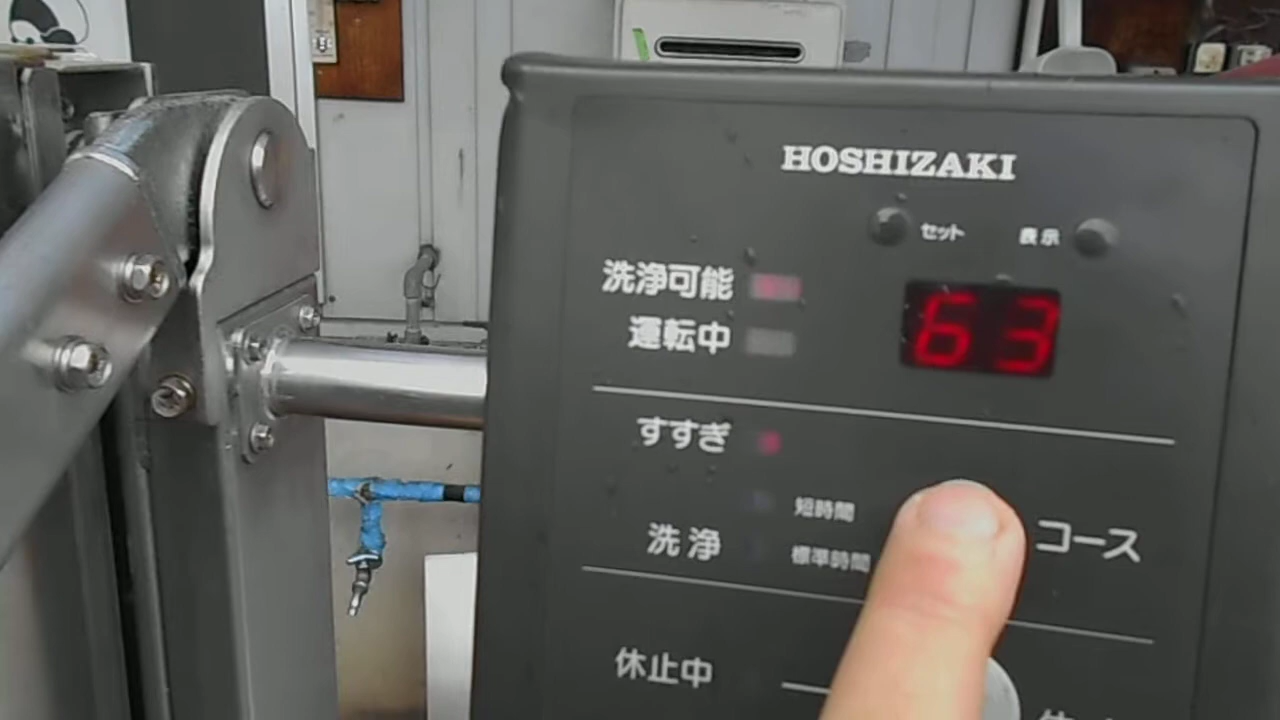 HOSHIZAKI
セット 表示
洗浄可能
63
運転中
すすぎ
短時間
洗浄 コース
標準時間
休止中